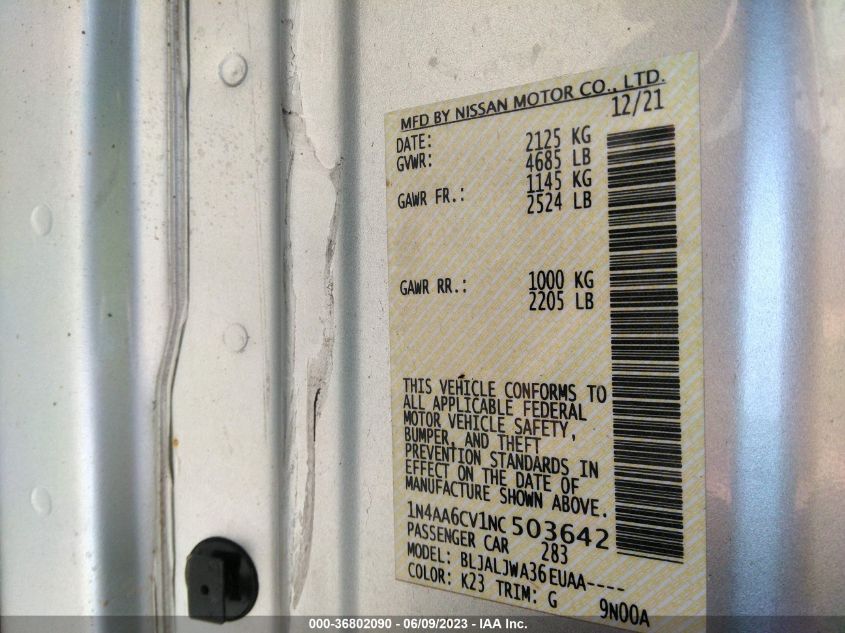 MFD BY NISSAN MOTOR CO., LTD.
DATE: 12/21
GVWR: 2125 KG
4685 LB
GAWR FR.: 1145 KG
2524 LB
GAWR RR.: 1000 KG
2205 LB
THIS VEHICLE CONFORMS TO
ALL APPLICABLE FEDERAL
MOTOR VEHICLE SAFETY,
BUMPER, AND THEFT
PREVENTION STANDARDS IN
EFFECT ON THE DATE OF
MANUFACTURE SHOWN ABOVE.
1N4AA6CV1NC503642
PASSENGER CAR 283
MODEL: BLJALJWA36EUAA----
COLOR: K23 TRIM: G 9N00A
000-36802090 - 06/09/2023 - IAA Inc.